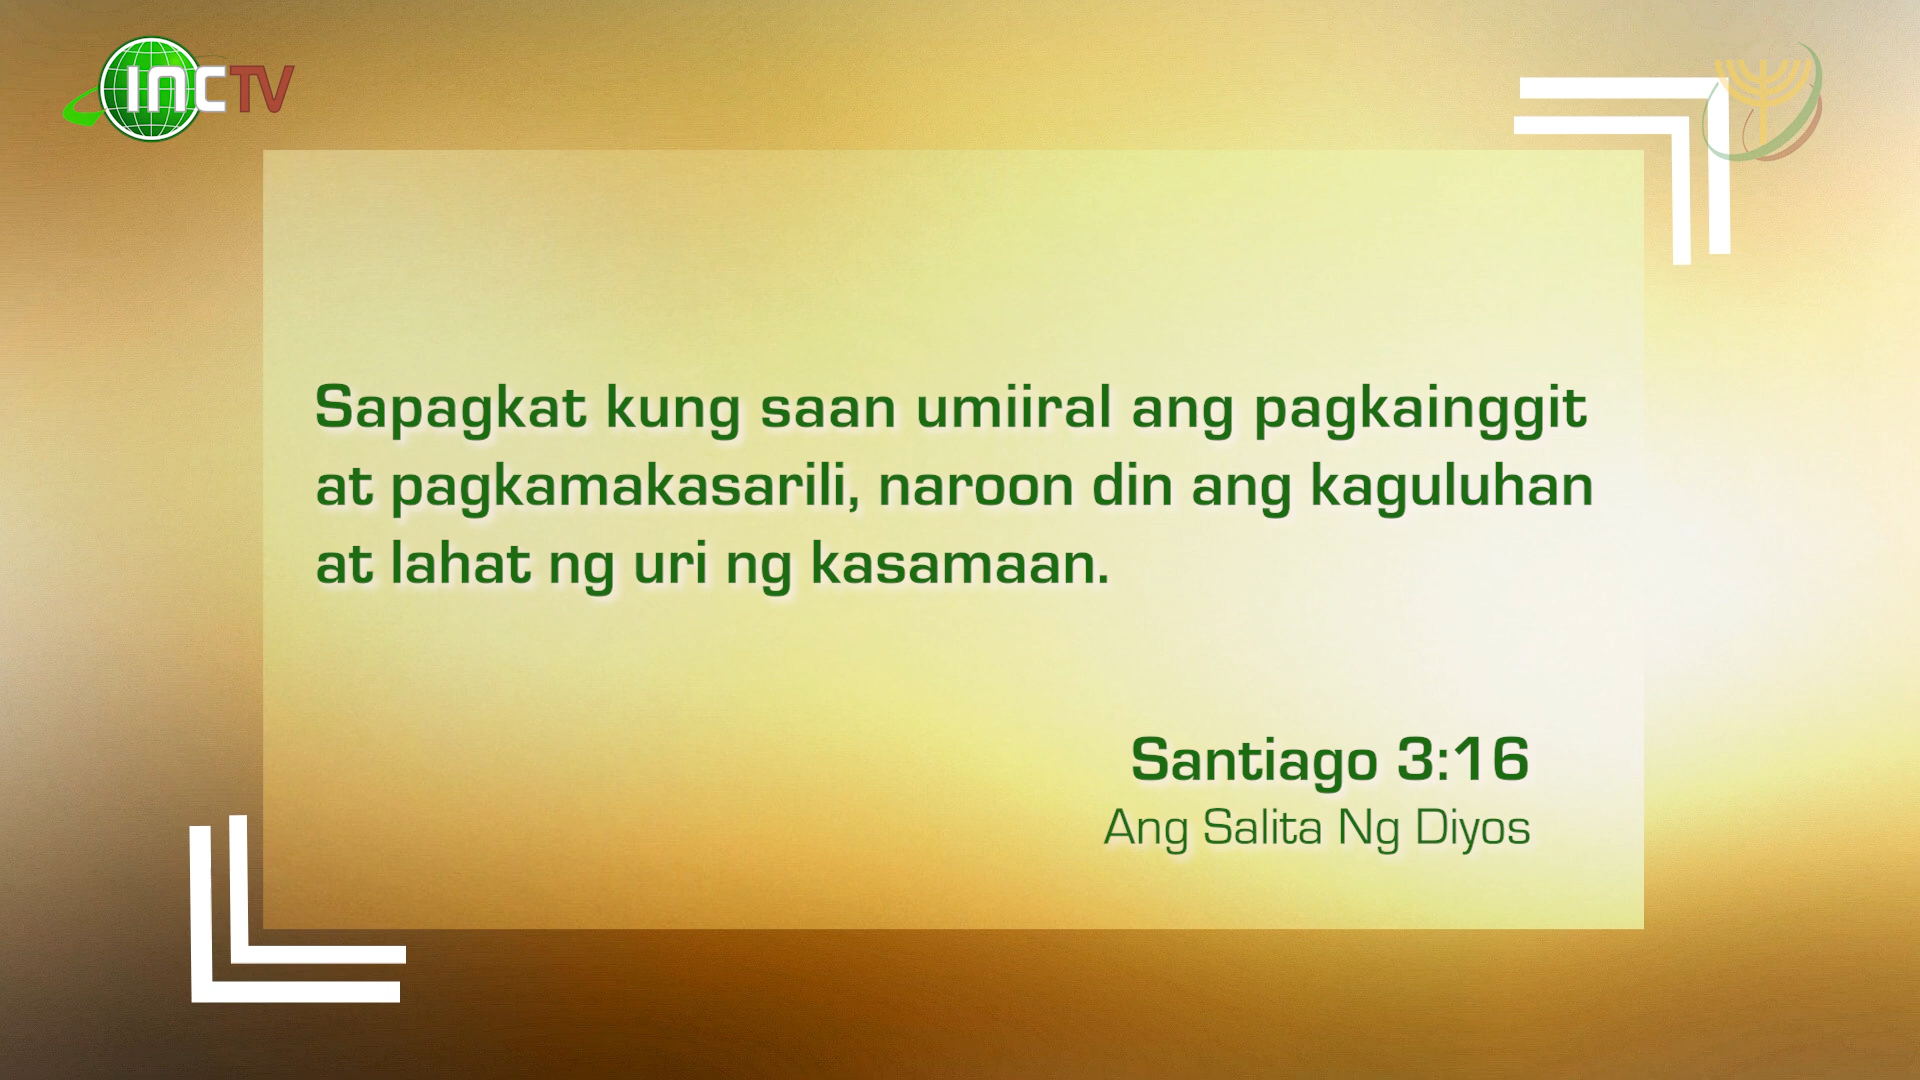 INCTV
Sapagkat kung saan umiiral ang pagkainggit
at pagkamakasarili, naroon din ang kaguluhan
at lahat ng uri ng kasamaan.
Santiago 3:16
Ang Salita Ng Diyos